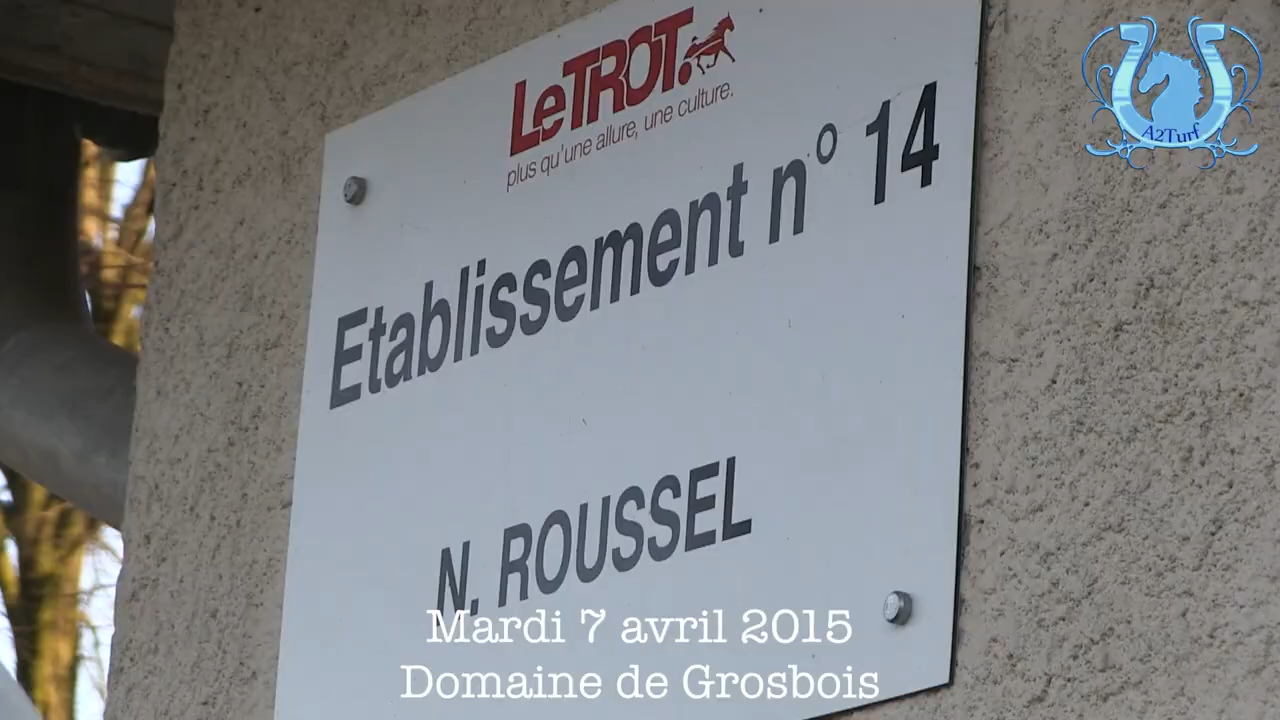 LeTROT.
plus qu'une allure, une culture.
Etablissement n° 14
N. ROUSSEL
Mardi 7 avril 2015
Domaine de Grosbois
A2Turf